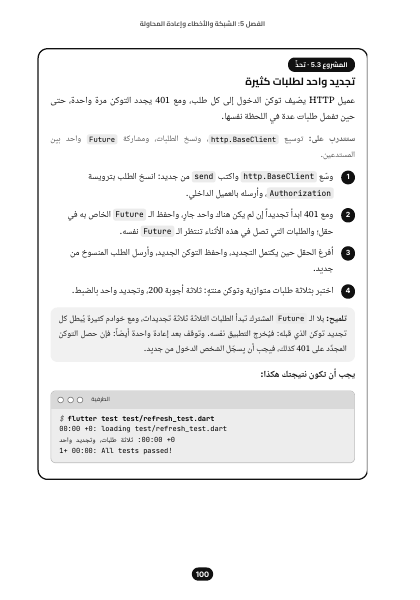 الفصل 5: الشبكة والأخطاء وإعادة المحاولة
المشروع 5.3 · تحدٍّ
تجديد واحد لطلبات كثيرة
عميل HTTP يضيف توكن الدخول إلى كل طلب، ومع 401 يجدد التوكن مرة واحدة، حتى
حين تفشل طلبات عدة في اللحظة نفسها.
ستتدرب على: توسيع http.BaseClient، ونسخ الطلبات، ومشاركة Future واحد بين
المستدعين.
1 وسّع http.BaseClient واكتب send من جديد: انسخ الطلب بترويسة
Authorization، وأرسله بالعميل الداخلي.
2 ومع 401 ابدأ تجديداً إن لم يكن هناك واحد جارٍ، واحفظ الـ Future الخاص به في
حقل؛ والطلبات التي تصل في هذه الأثناء تنتظر الـ Future نفسه.
3 أفرغ الحقل حين يكتمل التجديد، واحفظ التوكن الجديد، وأرسل الطلب المنسوخ من
جديد.
4 اختبر بثلاثة طلبات متوازية وتوكن منتهٍ: ثلاثة أجوبة 200، وتجديد واحد بالضبط.
تلميح: بلا الـ Future المشترك تبدأ الطلبات الثلاثة ثلاثة تجديدات، ومع خوادم كثيرة يُبطل كل
تجديد توكن الذي قبله: فيُخرج التطبيق نفسه. وتوقف بعد إعادة واحدة أيضاً: فإن حصل التوكن
المجدَّد على 401 كذلك، فيجب أن يسجّل الشخص الدخول من جديد.
يجب أن تكون نتيجتك هكذا:
الطرفية
$ flutter test test/refresh_test.dart
00:00 +0: loading test/refresh_test.dart
00:00 +0: ثلاثة طلبات، وتجديد واحد
00:00 +1: All tests passed!
100